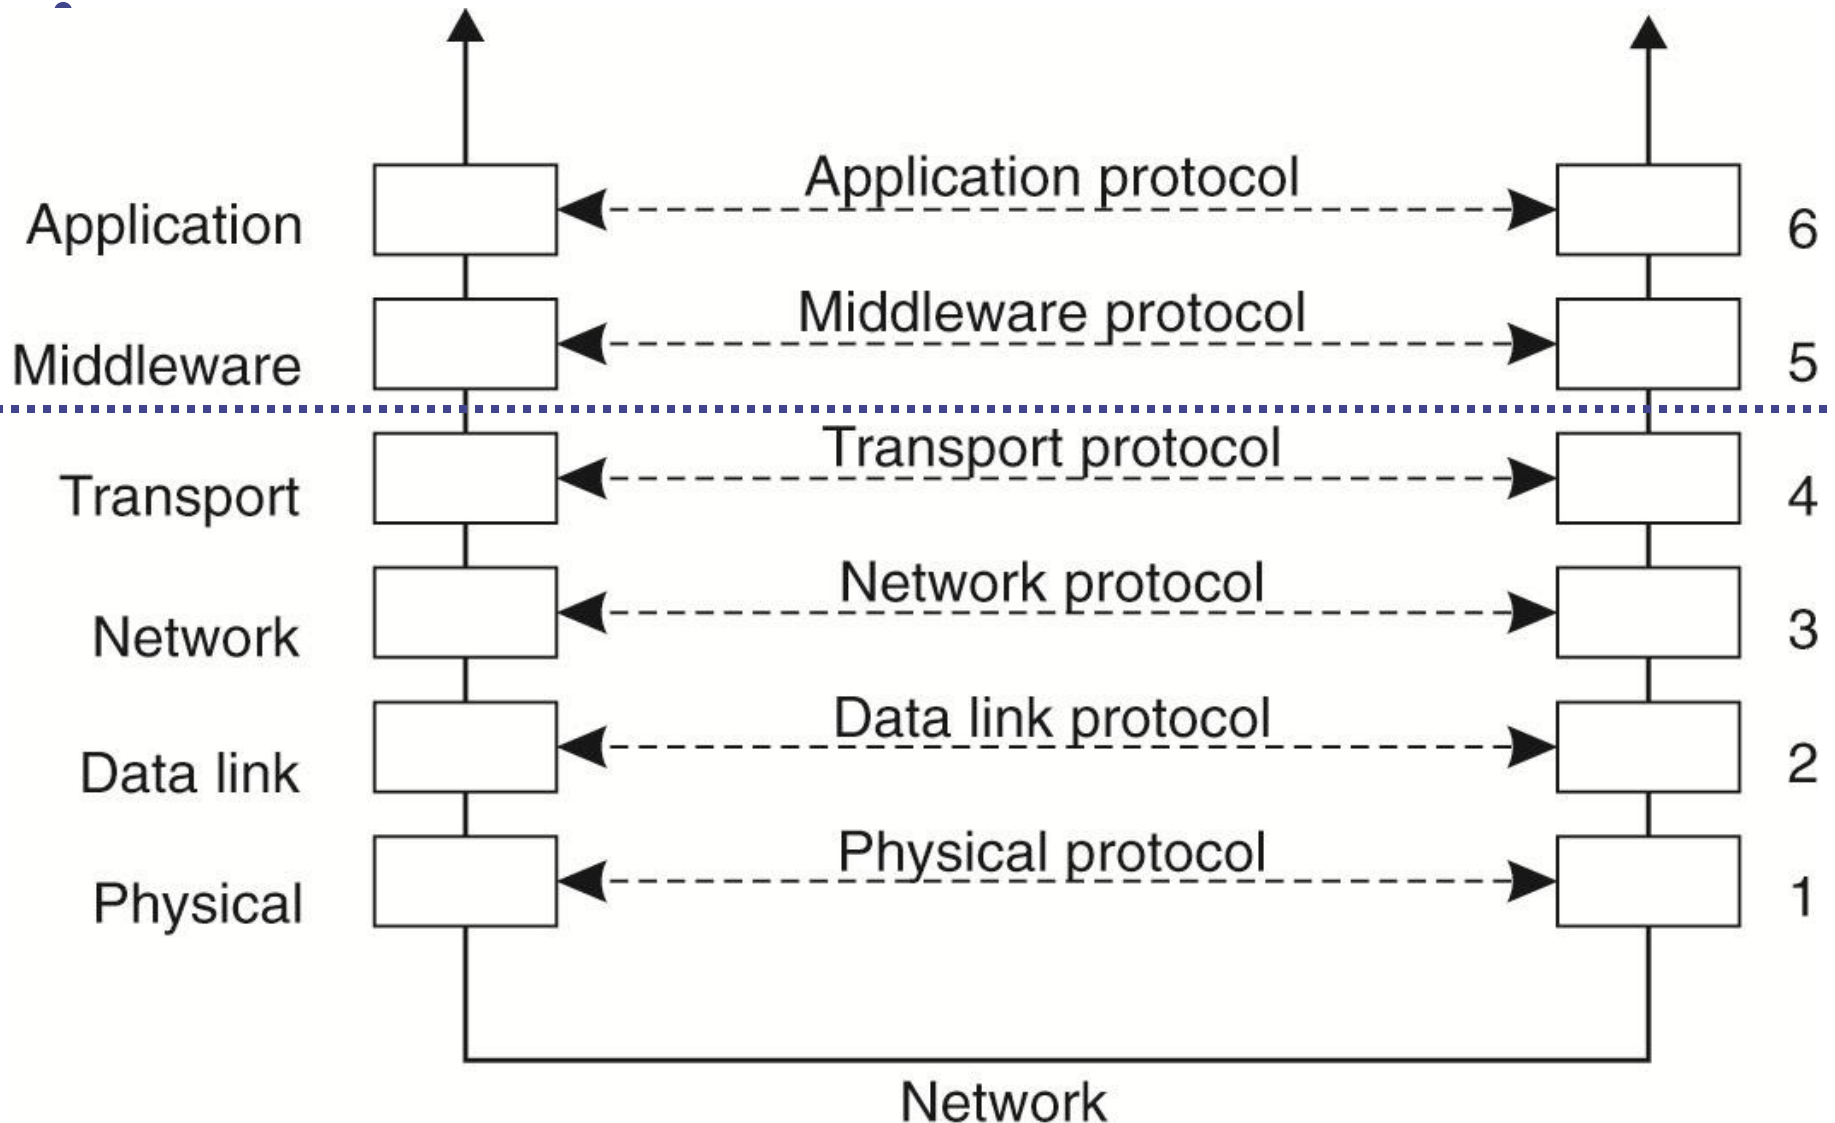 Application protocol
Application
6
Middleware protocol
Middleware
5
Transport protocol
Transport
4
Network protocol
Network
3
Data link protocol
Data link
2
Physical protocol
Physical
1
Network